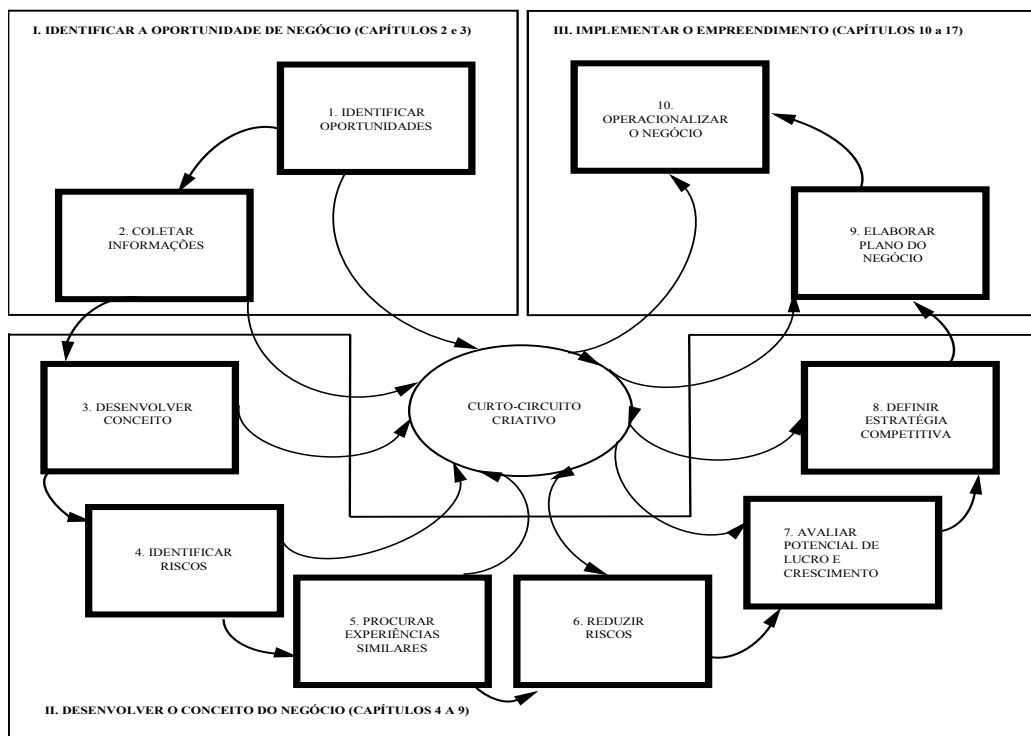 I. IDENTIFICAR A OPORTUNIDADE DE NEGÓCIO (CAPÍTULOS 2 e 3)
1. IDENTIFICAR
OPORTUNIDADES
2. COLETAR
INFORMAÇÕES
III. IMPLEMENTAR O EMPREENDIMENTO (CAPÍTULOS 10 a 17)
10.
OPERACIONALIZAR
O NEGÓCIO
9. ELABORAR
PLANO DO
NEGÓCIO
3. DESENVOLVER
CONCEITO
CURTO-CIRCUITO
CRIATIVO
8. DEFINIR
ESTRATÉGIA
COMPETITIVA
4. IDENTIFICAR
RISCOS
5. PROCURAR
EXPERIÊNCIAS
SIMILARES
6. REDUZIR
RISCOS
7. AVALIAR
POTENCIAL DE
LUCRO E
CRESCIMENTO
II. DESENVOLVER O CONCEITO DO NEGÓCIO (CAPÍTULOS 4 A 9)